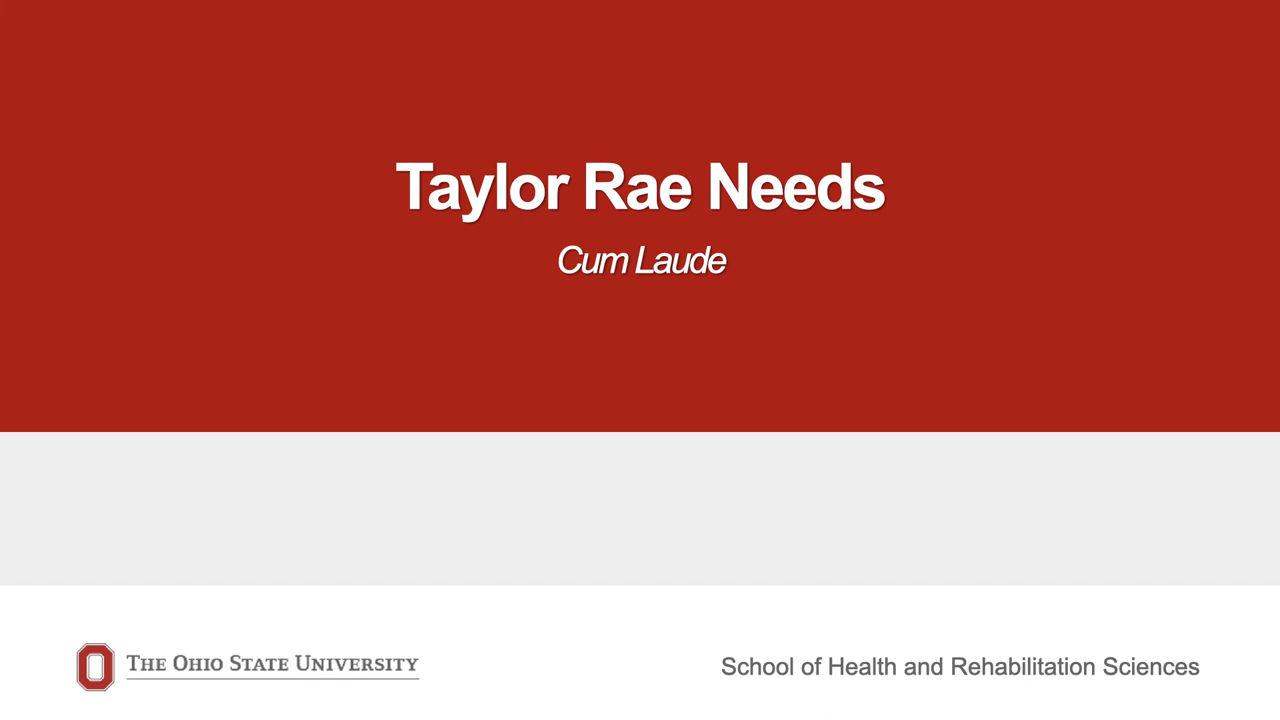 Taylor Rae Needs
Cum Laude
The Ohio State University
School of Health and Rehabilitation Sciences